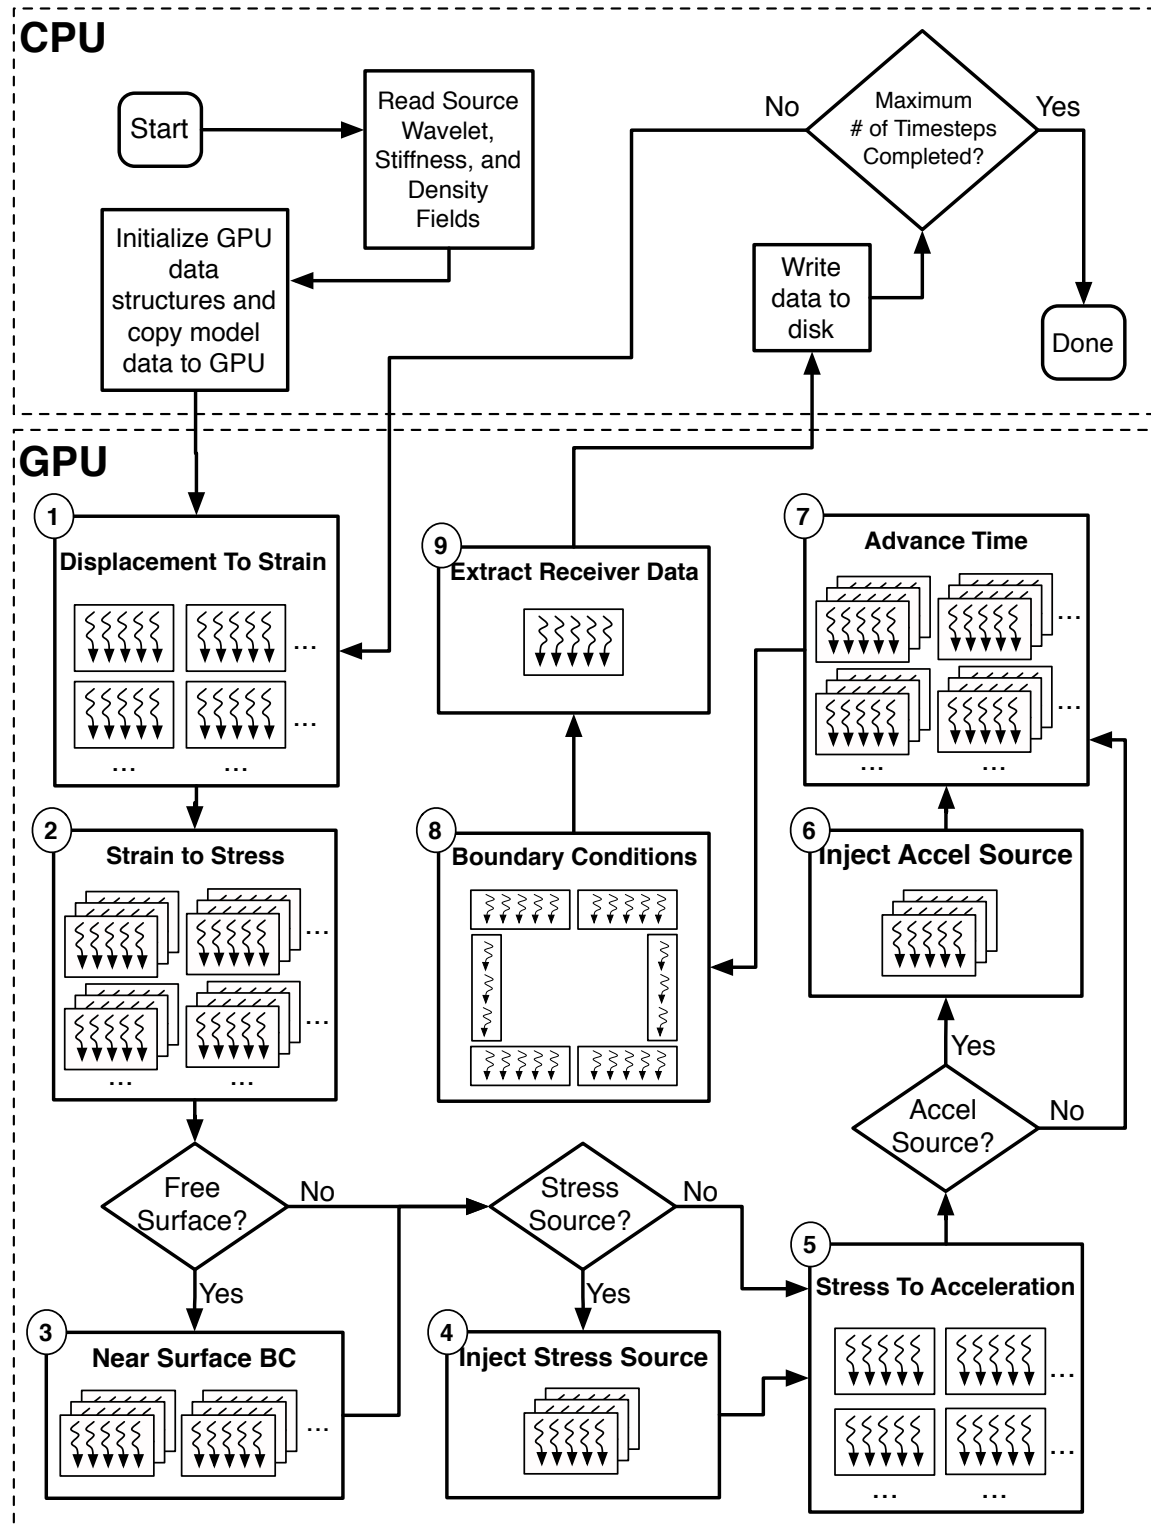 CPU
Start
Read Source
Wavelet,
Stiffness, and
Density
Fields
No
Maximum
# of Timesteps
Completed?
Yes
Initialize GPU
data
structures and
copy model
data to GPU
Write
data to
disk
Done
GPU
1
Displacement To Strain
...
...
... ...
9
Extract Receiver Data
7
Advance Time
...
...
... ...
2
Strain to Stress
...
...
... ...
8
Boundary Conditions
6
Inject Accel Source
Yes
Accel
Source?
No
Free
Surface?
No
Yes
Stress
Source?
No
Yes
3
Near Surface BC
...
4
Inject Stress Source
5
Stress To Acceleration
...
...
... ...